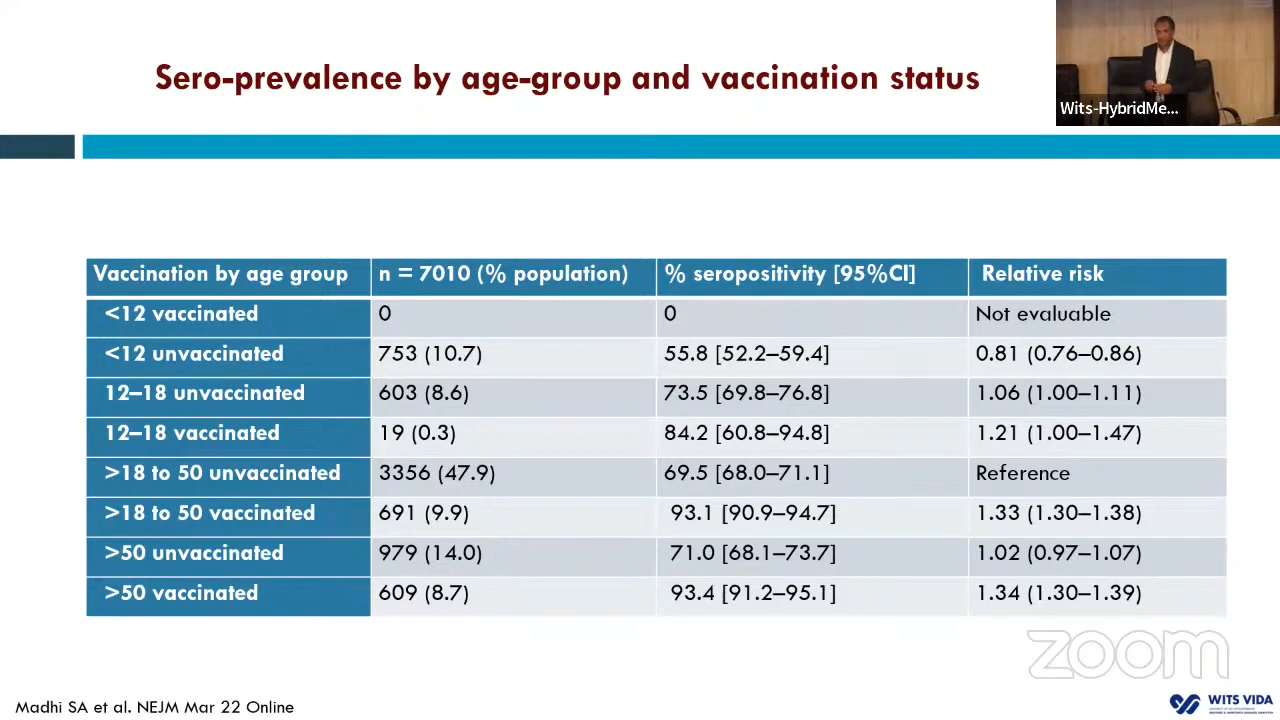 Sero-prevalence by age-group and vaccination status
Wits-HybridMe...
Vaccination by age group n = 7010 (% population) % seropositivity [95%CI] Relative risk
<12 vaccinated 0 0 Not evaluable
<12 unvaccinated 753 (10.7) 55.8 [52.2–59.4] 0.81 (0.76–0.86)
12–18 unvaccinated 603 (8.6) 73.5 [69.8–76.8] 1.06 (1.00–1.11)
12–18 vaccinated 19 (0.3) 84.2 [60.8–94.8] 1.21 (1.00–1.47)
>18 to 50 unvaccinated 3356 (47.9) 69.5 [68.0–71.1] Reference
>18 to 50 vaccinated 691 (9.9) 93.1 [90.9–94.7] 1.33 (1.30–1.38)
>50 unvaccinated 979 (14.0) 71.0 [68.1–73.7] 1.02 (0.97–1.07)
>50 vaccinated 609 (8.7) 93.4 [91.2–95.1] 1.34 (1.30–1.39)
zoom
Madhi SA et al. NEJM Mar 22 Online
WITS VIDA